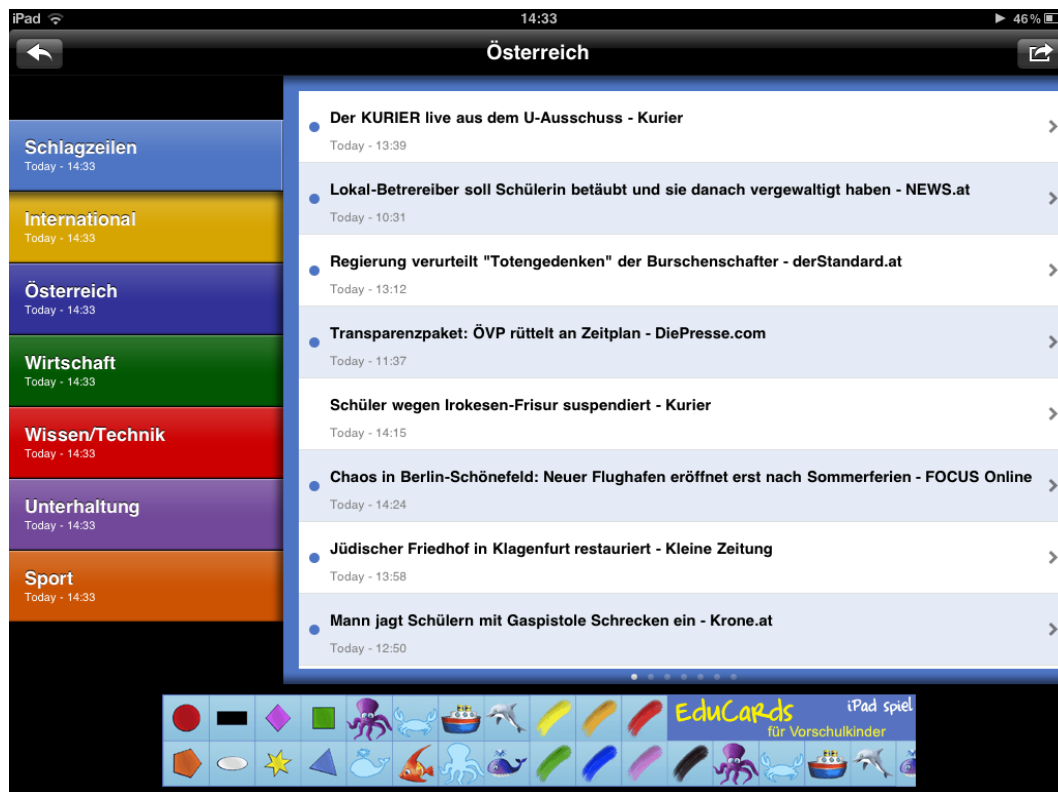 iPad 14:33 46%
Österreich
Schlagzeilen
Today - 14:33
International
Today - 14:33
Österreich
Today - 14:33
Wirtschaft
Today - 14:33
Wissen/Technik
Today - 14:33
Unterhaltung
Today - 14:33
Sport
Today - 14:33
Der KURIER live aus dem U-Ausschuss - Kurier
Today - 13:39
Lokal-Betrereiber soll Schülerin betäubt und sie danach vergewaltigt haben - NEWS.at
Today - 10:31
Regierung verurteilt "Totengedenken" der Burschenschafter - derStandard.at
Today - 13:12
Transparenzpaket: ÖVP rüttelt an Zeitplan - DiePresse.com
Today - 11:37
Schüler wegen Irokesen-Frisur suspendiert - Kurier
Today - 14:15
Chaos in Berlin-Schönefeld: Neuer Flughafen eröffnet erst nach Sommerferien - FOCUS Online
Today - 14:24
Jüdischer Friedhof in Klagenfurt restauriert - Kleine Zeitung
Today - 13:58
Mann jagt Schülern mit Gaspistole Schrecken ein - Krone.at
Today - 12:50
EduCards iPad spiel
für Vorschulkinder